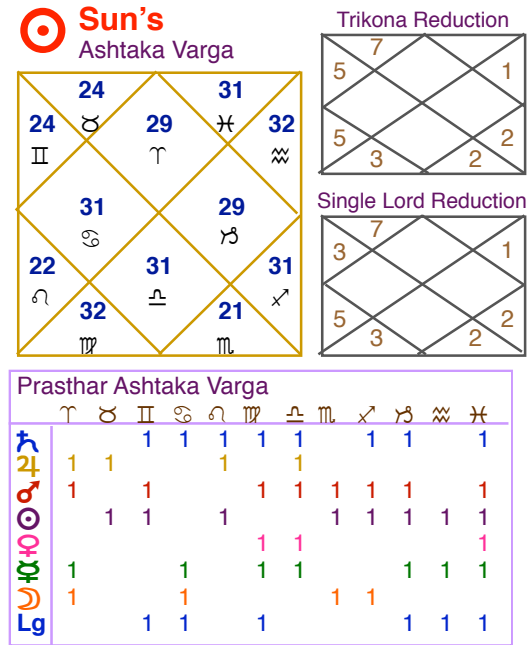 ☉ Sun's
Ashtaka Varga
24 31
24 ♉ 29 ♓ 32
♊ ♈ ♒
31 29
♋ ♑
22 31 31
♌ 32 ♎ 21 ♐
♍ ♏
Trikona Reduction
7
5 1
5 2
3 2
Single Lord Reduction
7
3 1
5 2
3 2
Prasthar Ashtaka Varga
♈ ♉ ♊ ♋ ♌ ♍ ♎ ♏ ♐ ♑ ♒ ♓
♄ 1 1 1 1 1 1 1 1
♃ 1 1 1 1
♂ 1 1 1 1 1 1 1 1
☉ 1 1 1 1 1 1 1 1
♀ 1 1 1
☿ 1 1 1 1 1 1 1
☽ 1 1 1 1
Lg 1 1 1 1 1 1